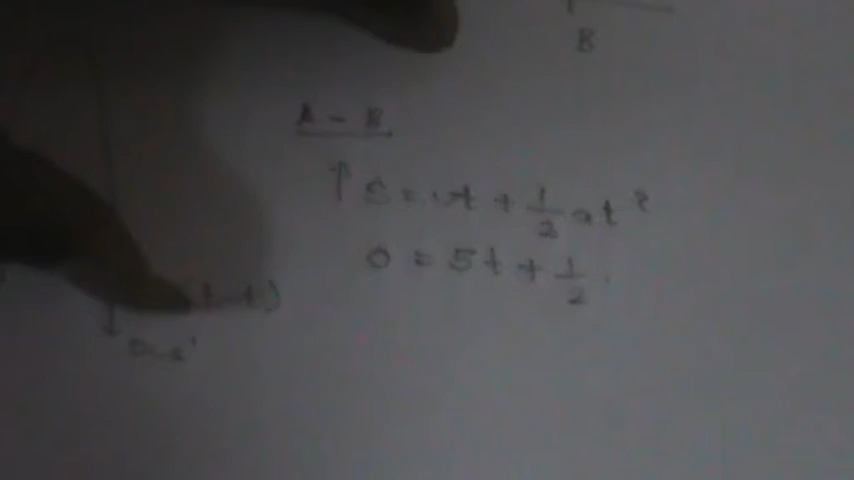 B
A - B
↑ S = ut + 1/2 at²
0 = 5t + 1/2